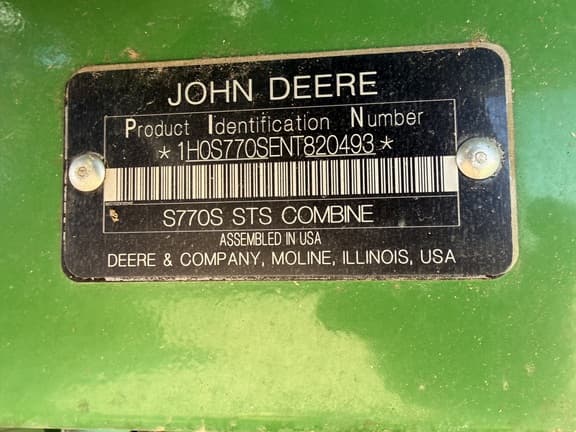 JOHN DEERE
Product Identification Number
*1H0S770SENT820493*
S770S STS COMBINE
ASSEMBLED IN USA
DEERE & COMPANY, MOLINE, ILLINOIS, USA